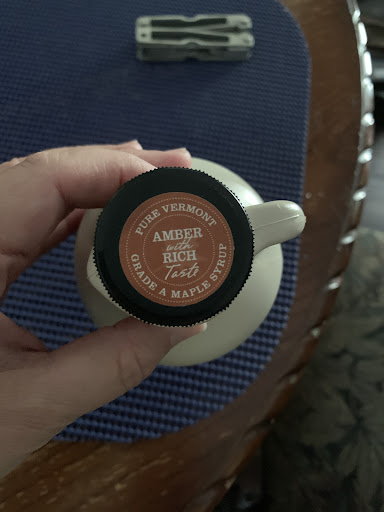 PURE VERMONT
AMBER
with
RICH
Taste
GRADE A MAPLE SYRUP